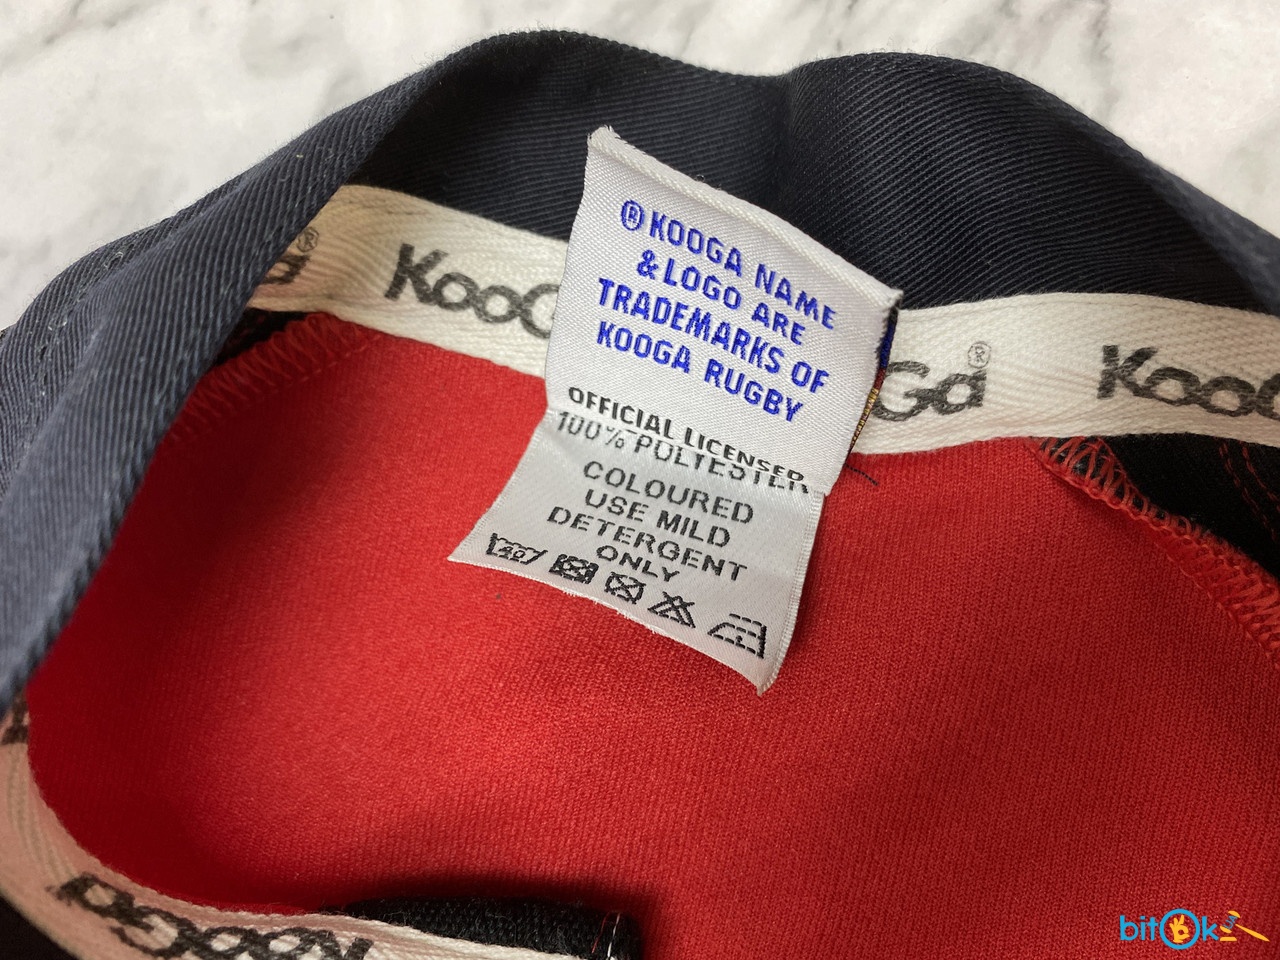 ® KOOGA NAME
& LOGO ARE
TRADEMARKS OF
KOOGA RUGBY
OFFICIAL LICENSED
100% POLYESTER
COLOURED
USE MILD
DETERGENT
ONLY
40
KooGa®
KooGa
bitOk